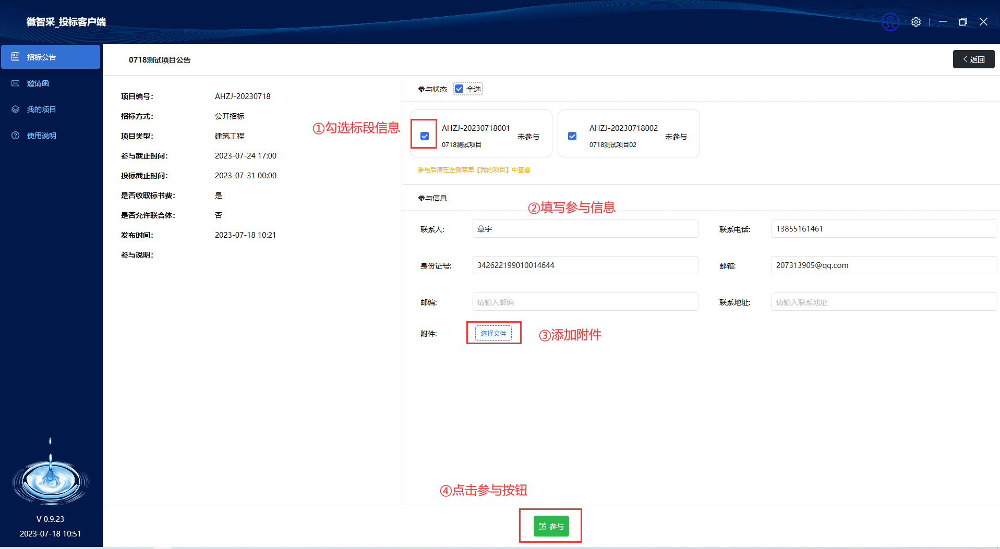 徽智采_投标客户端
招标公告
邀请函
我的项目
使用说明
V 0.9.23
2023-07-18 10:51
0718测试项目公告
返回
项目编号： AHZJ-20230718
招标方式： 公开招标
项目类型： 建筑工程
参与截止时间： 2023-07-24 17:00
投标截止时间： 2023-07-31 00:00
是否收取标书费： 是
是否允许联合体： 否
发布时间： 2023-07-18 10:21
参与说明：
参与状态 全选
①勾选标段信息
AHZJ-20230718001
未参与
0718测试项目
AHZJ-20230718002
未参与
0718测试项目02
参与后请在左侧菜单【我的项目】中查看
参与信息
②填写参与信息
联系人: 章宇 联系电话: 13855161461
身份证号: 342622199010014644 邮箱: 207313905@qq.com
邮编: 请输入邮编 联系地址: 请输入联系地址
附件: 选择文件 ③添加附件
④点击参与按钮
参与